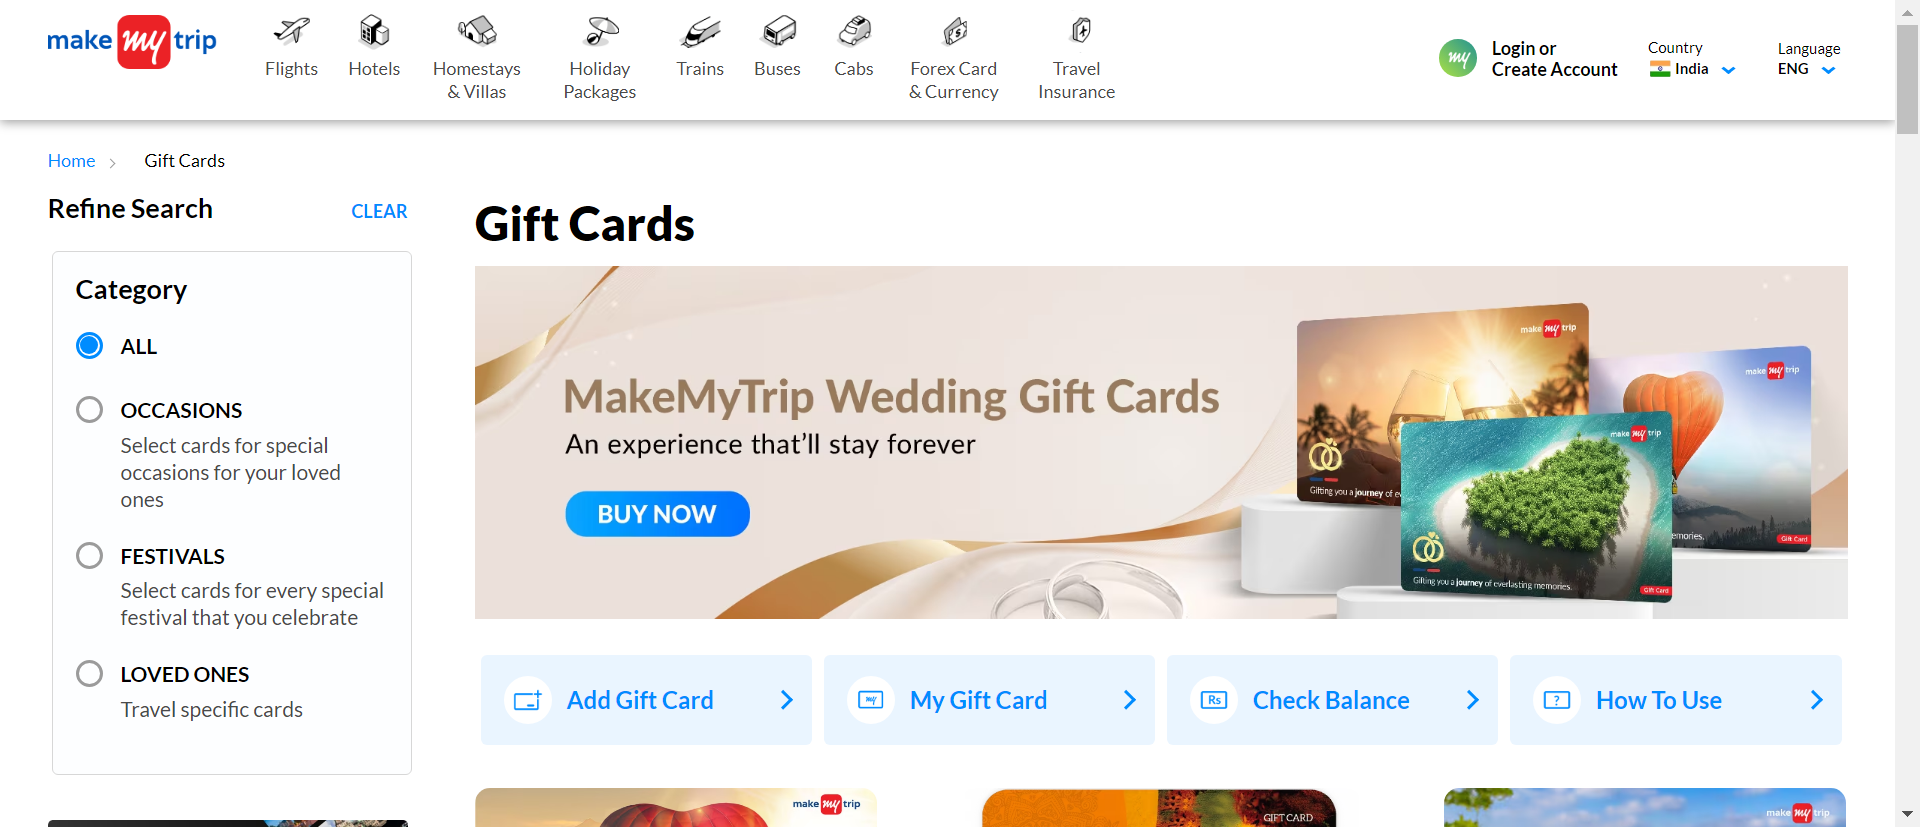 make my trip
Flights
Hotels
Homestays
& Villas
Holiday
Packages
Trains
Buses
Cabs
Forex Card
& Currency
Travel
Insurance
my
Login or
Create Account
Country
India
Language
ENG
Home
Gift Cards
Refine Search
CLEAR
Category
ALL
OCCASIONS
Select cards for special
occasions for your loved
ones
FESTIVALS
Select cards for every special
festival that you celebrate
LOVED ONES
Travel specific cards
Gift Cards
MakeMyTrip Wedding Gift Cards
An experience that'll stay forever
BUY NOW
make my trip
Gifting you a journey of e
make my trip
emories.
Gift Card
make my trip
Gifting you a journey of everlasting memories.
Gift Card
Add Gift Card
my
My Gift Card
Rs
Check Balance
?
How To Use
make my trip
GIFT CARD
make my trip